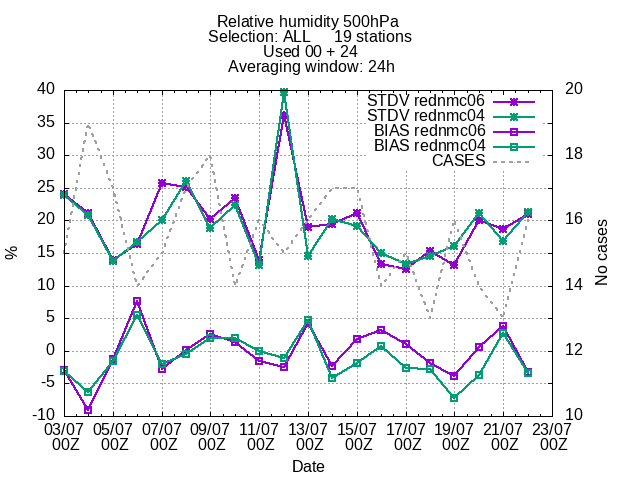 Relative humidity 500hPa
Selection: ALL 19 stations
Used 00 + 24
Averaging window: 24h
40 20
STDV rednmc06
STDV rednmc04
35
BIAS rednmc06
BIAS rednmc04
30 18
CASES
25
20 16
%
No cases
15
10 14
5
0 12
-5
-10 10
03/07 05/07 07/07 09/07 11/07 13/07 15/07 17/07 19/07 21/07 23/07
00Z 00Z 00Z 00Z 00Z 00Z 00Z 00Z 00Z 00Z 00Z
Date